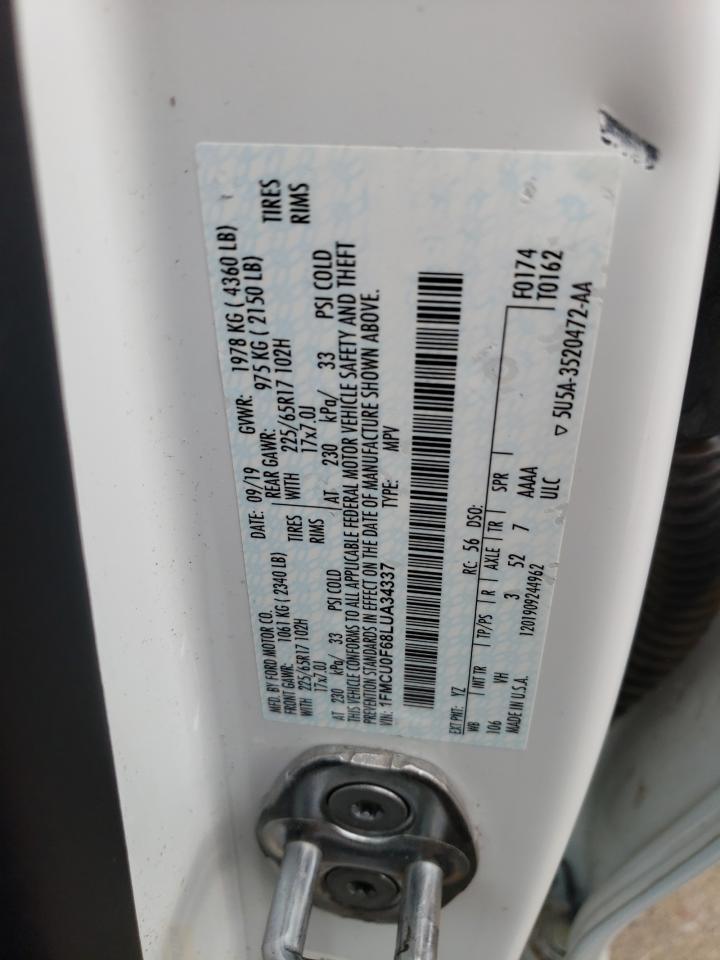 MFD. BY FORD MOTOR CO. DATE: 09/19 GVWR: 1978 KG ( 4360 LB)
FRONT GAWR: 1061 KG ( 2340 LB) REAR GAWR: 975 KG ( 2150 LB)
WITH 225/65R17 102H TIRES WITH 225/65R17 102H TIRES
17x7.0J RIMS 17x7.0J RIMS
AT 230 kPa/ 33 PSI COLD AT 230 kPa/ 33 PSI COLD
THIS VEHICLE CONFORMS TO ALL APPLICABLE FEDERAL MOTOR VEHICLE SAFETY AND THEFT
PREVENTION STANDARDS IN EFFECT ON THE DATE OF MANUFACTURE SHOWN ABOVE.
VIN: 1FMCU0F68LUA34337 TYPE: MPV
EXT PNT: YZ RC: 56 DSO:
WB INT TR TP/PS R AXLE TR SPR
106 VH 3 52 7 AAAA F0174
MADE IN U.S.A. 1201909244962 ULC T0162
▽ 5U5A-3520472-AA